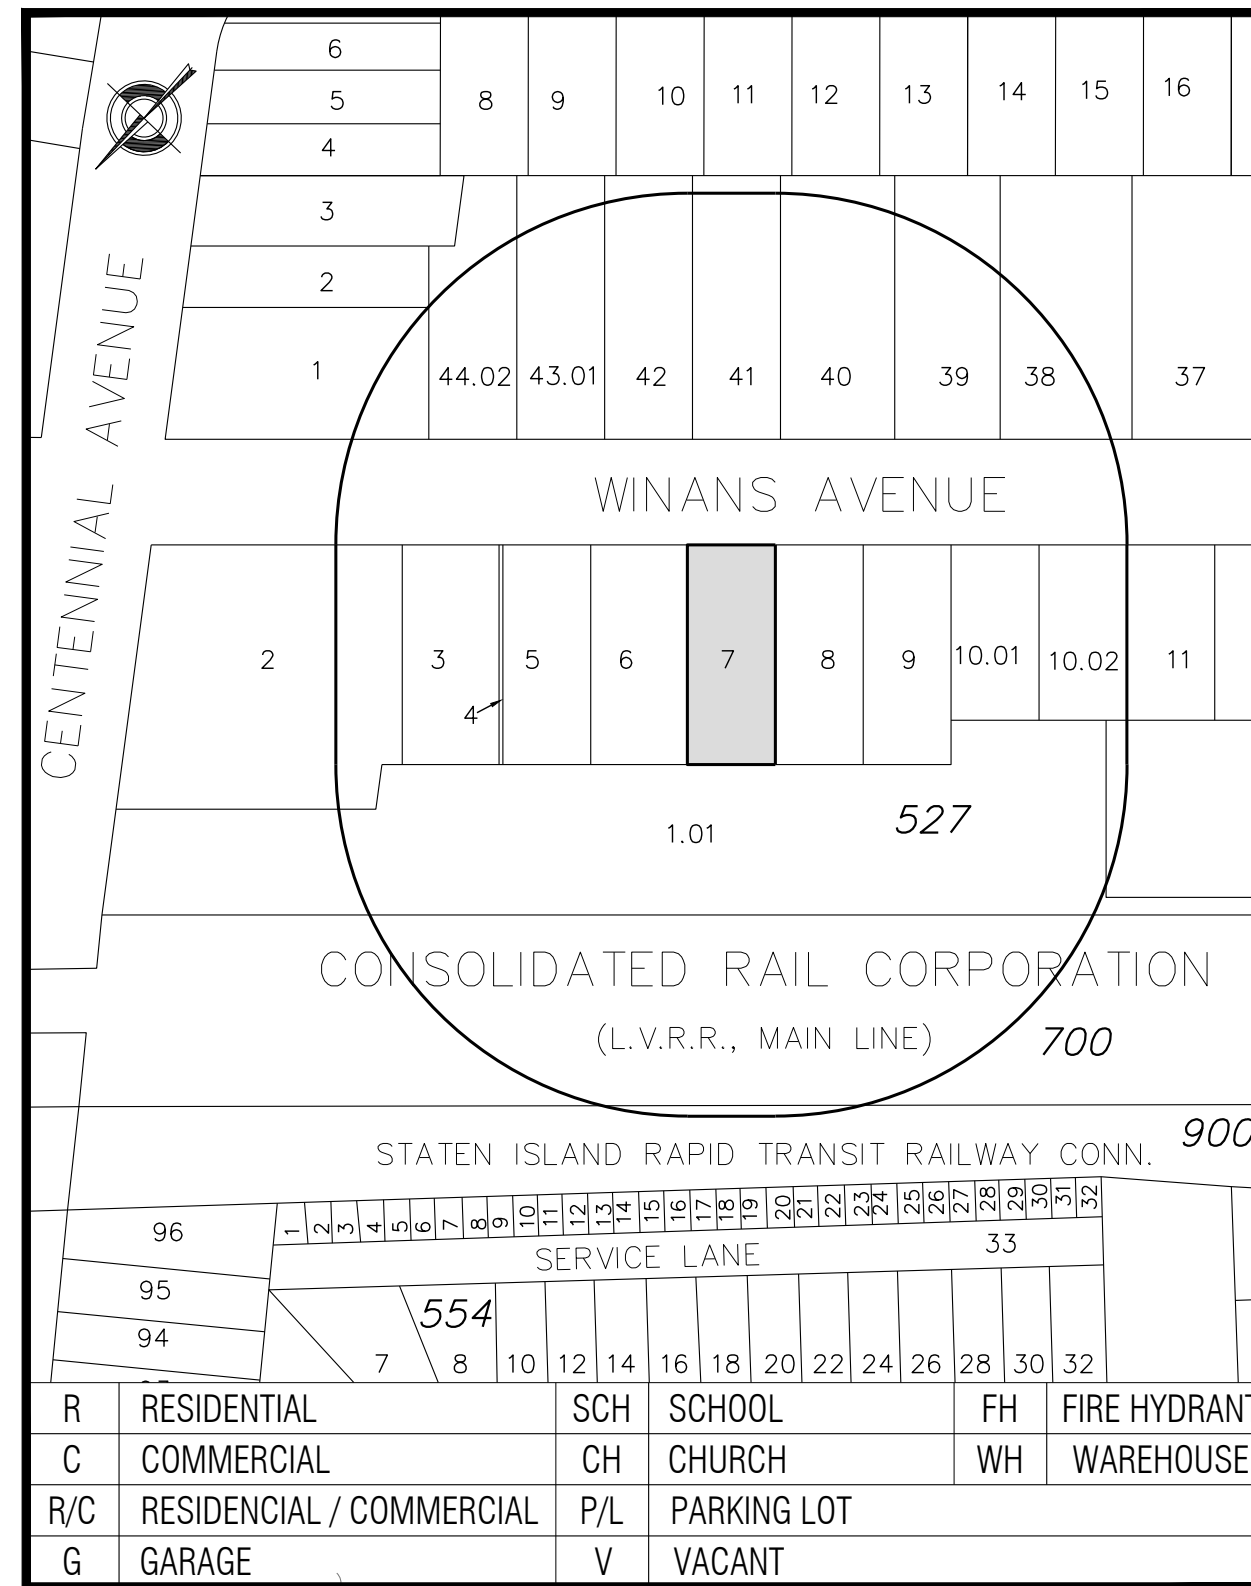 6
5
4
3
2
1
8 9 10 11 12 13 14 15 16
CENTENNIAL AVENUE
44.02 43.01 42 41 40 39 38 37
WINANS AVENUE
2 3 5 6 7 8 9 10.01 10.02 11
4
527
1.01
CONSOLIDATED RAIL CORPORATION
(L.V.R.R., MAIN LINE) 700
900
STATEN ISLAND RAPID TRANSIT RAILWAY CONN.
1 2 3 4 5 6 7 8 9 10 11 12 13 14 15 16 17 18 19 20 21 22 23 24 25 26 27 28 29 30 31 32
96
SERVICE LANE 33
95
554
94
7 8 10 12 14 16 18 20 22 24 26 28 30 32
R RESIDENTIAL SCH SCHOOL FH FIRE HYDRANT
C COMMERCIAL CH CHURCH WH WAREHOUSE
R/C RESIDENCIAL / COMMERCIAL P/L PARKING LOT
G GARAGE V VACANT